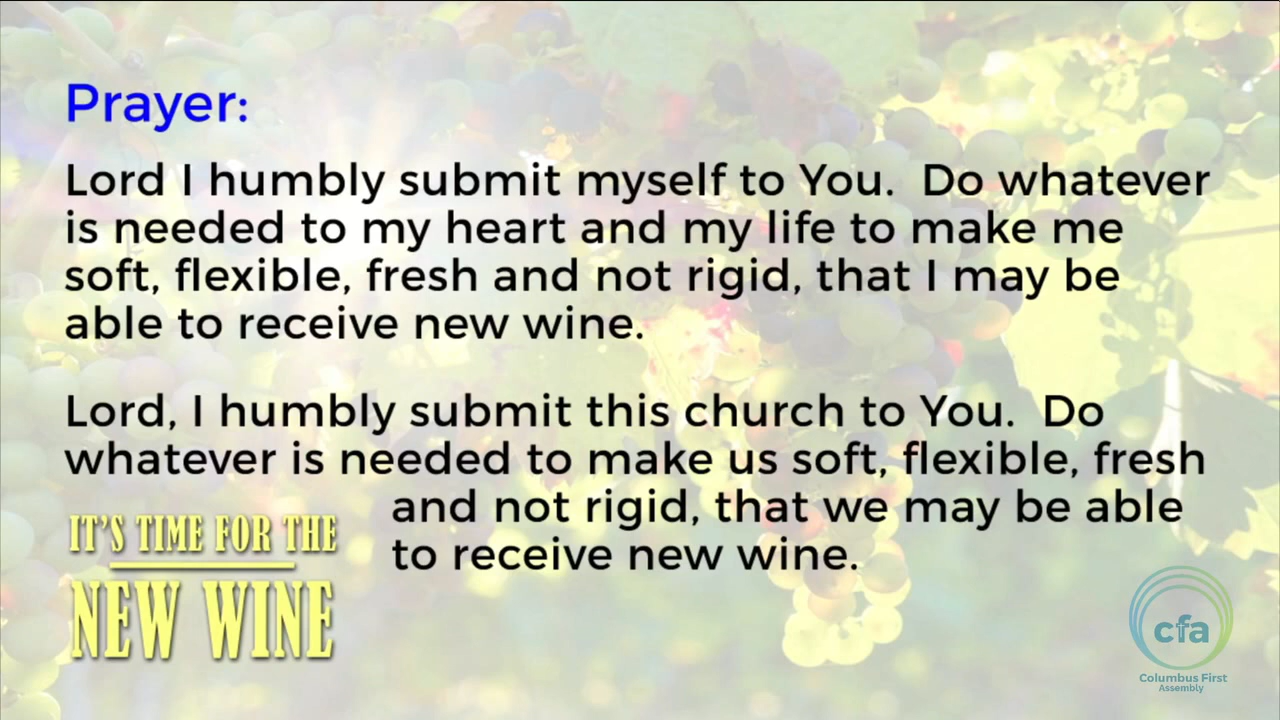 Prayer:
Lord I humbly submit myself to You.  Do whatever
is needed to my heart and my life to make me
soft, flexible, fresh and not rigid, that I may be
able to receive new wine.
Lord, I humbly submit this church to You.  Do
whatever is needed to make us soft, flexible, fresh
and not rigid, that we may be able
to receive new wine.
IT'S TIME FOR THE
NEW WINE
cfa
Columbus First
Assembly